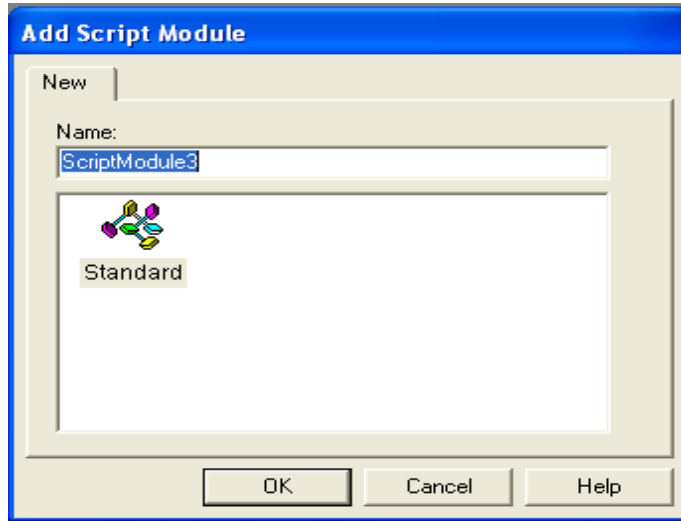 Add Script Module
New
Name:
ScriptModule3
Standard
OK Cancel Help